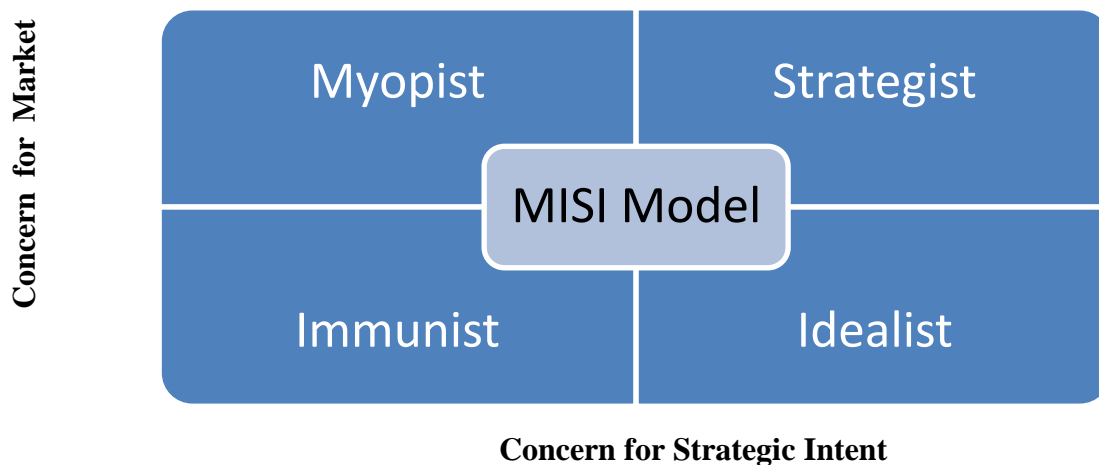 Concern for Market
Myopist
Strategist
MISI Model
Immunist
Idealist
Concern for Strategic Intent